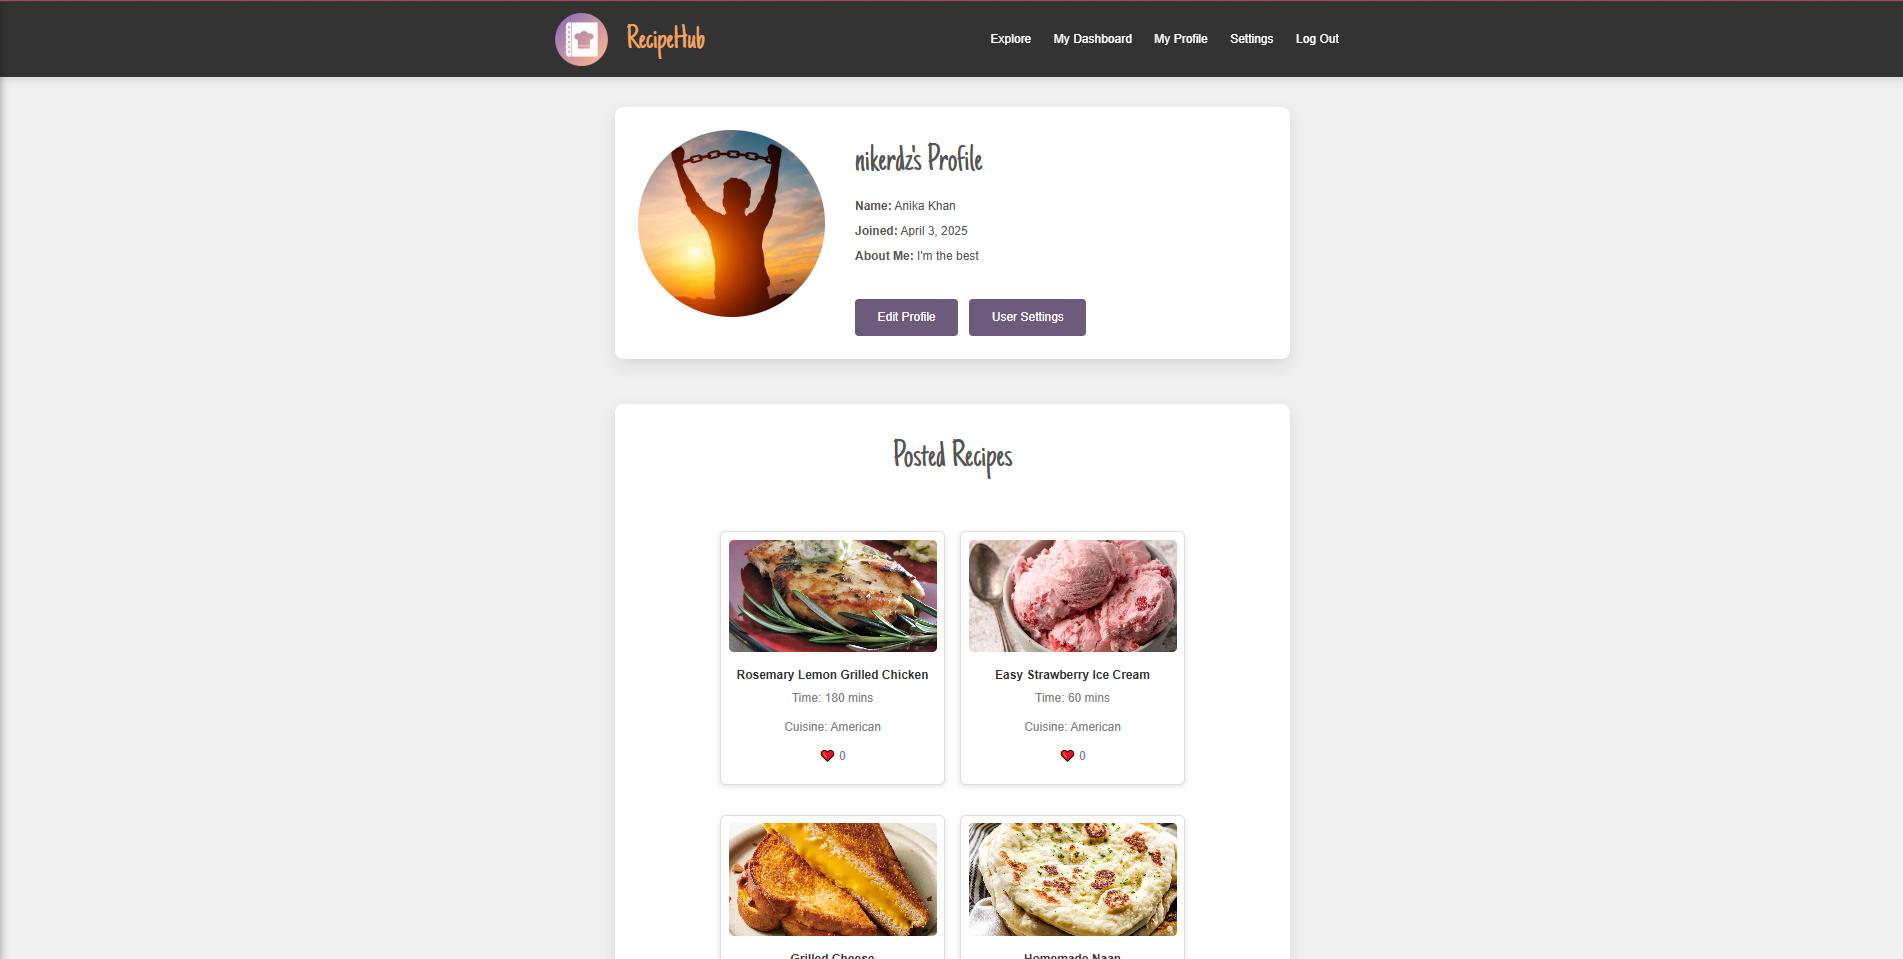 RecipeHub
Explore My Dashboard My Profile Settings Log Out
nikerdz's Profile
Name: Anika Khan
Joined: April 3, 2025
About Me: I'm the best
Edit Profile User Settings
Posted Recipes
Rosemary Lemon Grilled Chicken
Time: 180 mins
Cuisine: American
0
Easy Strawberry Ice Cream
Time: 60 mins
Cuisine: American
0
Grilled Cheese
Homemade Naan